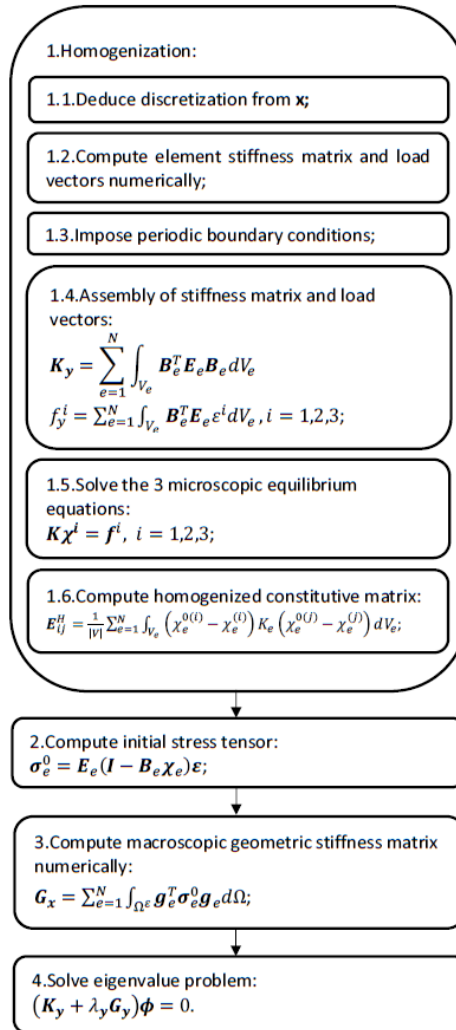 1.Homogenization:
1.1.Deduce discretization from x;
1.2.Compute element stiffness matrix and load
vectors numerically;
1.3.Impose periodic boundary conditions;
1.4.Assembly of stiffness matrix and load
vectors:
𝑲_𝒚 = ∑_{e=1}^{N} ∫_{V_e} 𝑩_e^T 𝑬_e 𝑩_e dV_e
f_y^i = Σ_{e=1}^{N} ∫_{V_e} 𝑩_e^T 𝑬_e ε^i dV_e , i = 1,2,3;
1.5.Solve the 3 microscopic equilibrium
equations:
𝑲𝝌^𝒊 = 𝒇^𝒊, i = 1,2,3;
1.6.Compute homogenized constitutive matrix:
𝑬_{ij}^H = 1/|V| Σ_{e=1}^{N} ∫_{V_e} (χ_e^{0(i)} − χ_e^{(i)}) K_e (χ_e^{0(j)} − χ_e^{(j)}) dV_e;
2.Compute initial stress tensor:
𝝈_e^0 = 𝑬_e(𝑰 − 𝑩_e𝝌_e)𝜺;
3.Compute macroscopic geometric stiffness matrix
numerically:
𝑮_𝒙 = Σ_{e=1}^{N} ∫_{Ω^ε} 𝒈_e^T 𝝈_e^0 𝒈_e dΩ;
4.Solve eigenvalue problem:
(𝑲_𝒚 + λ_y𝑮_𝒚)𝝓 = 0.